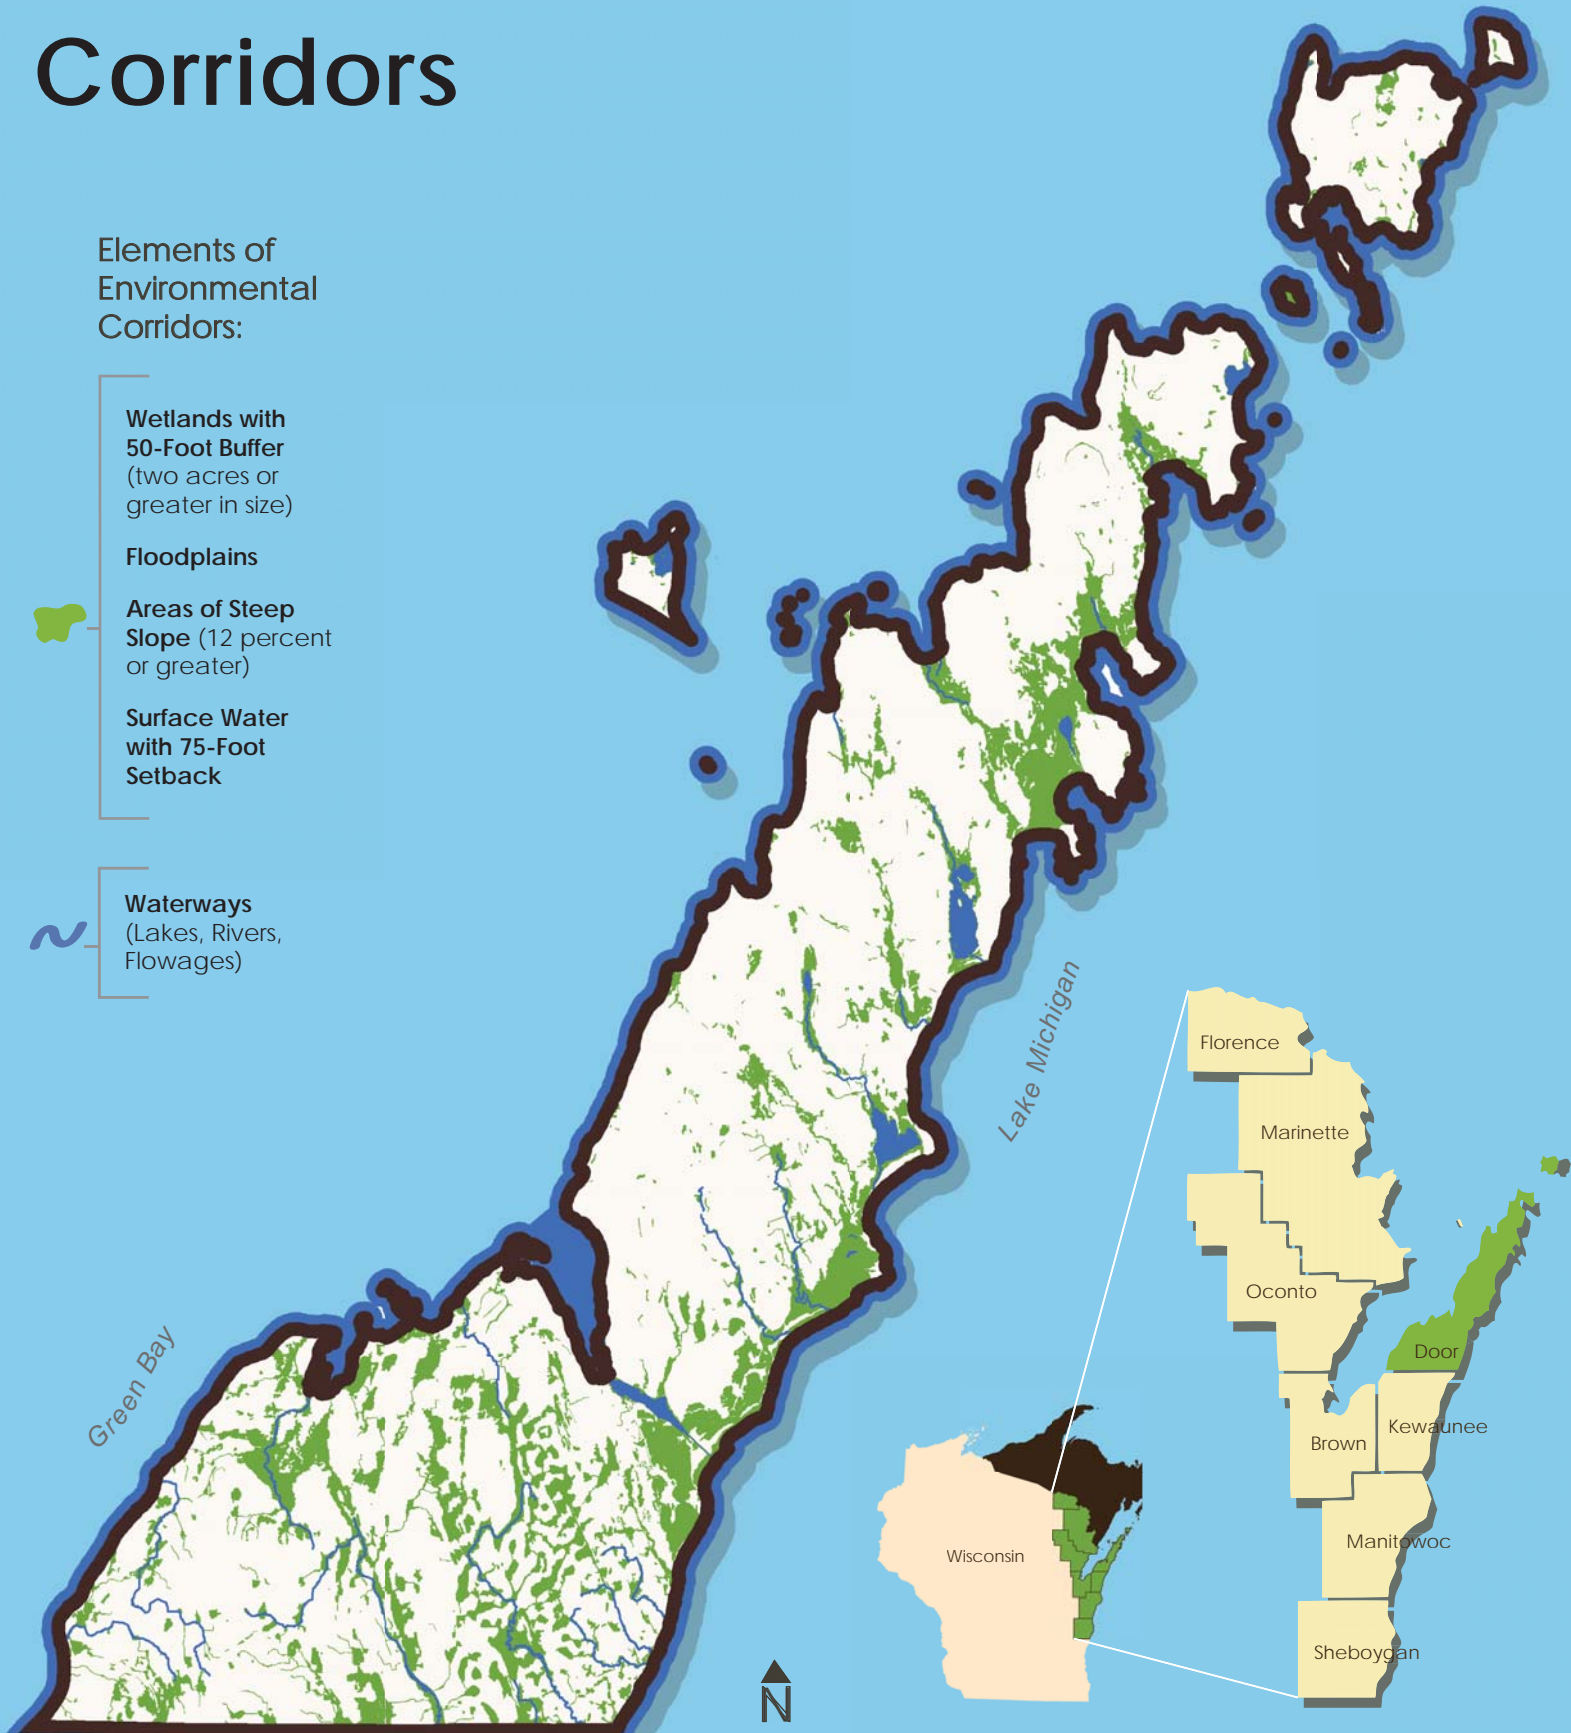 Corridors
Elements of
Environmental
Corridors:
Wetlands with
50-Foot Buffer
(two acres or
greater in size)
Floodplains
Areas of Steep
Slope (12 percent
or greater)
Surface Water
with 75-Foot
Setback
Waterways
(Lakes, Rivers,
Flowages)
Green Bay
Lake Michigan
Florence
Marinette
Oconto
Door
Brown
Kewaunee
Manitowoc
Sheboygan
Wisconsin
N